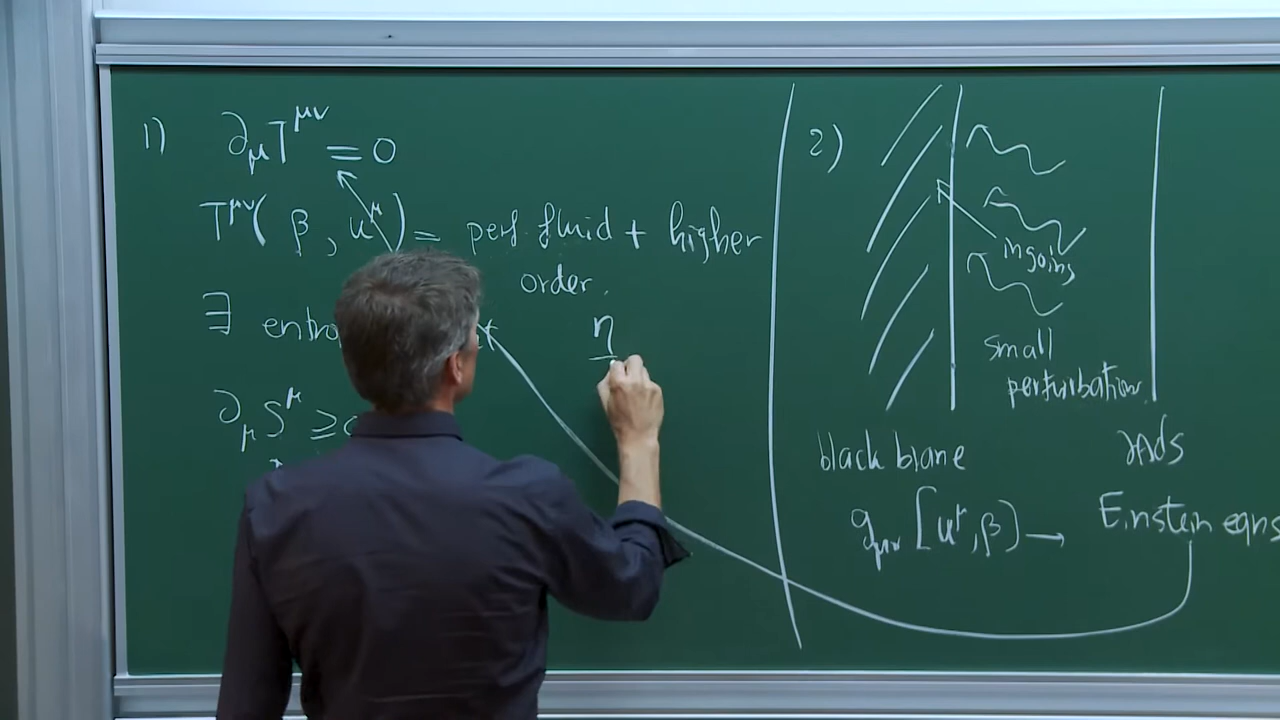 1) ∂_μ T^{μν} = 0
T^{μν}( β , u^μ ) = perf fluid + higher
order.
∃ entro
η
∂_μ S^μ ≥ 0
2)
ingoing
small
perturbation
black brane
∂AdS
g_{μν} [u^μ, β) → Einstein eqns